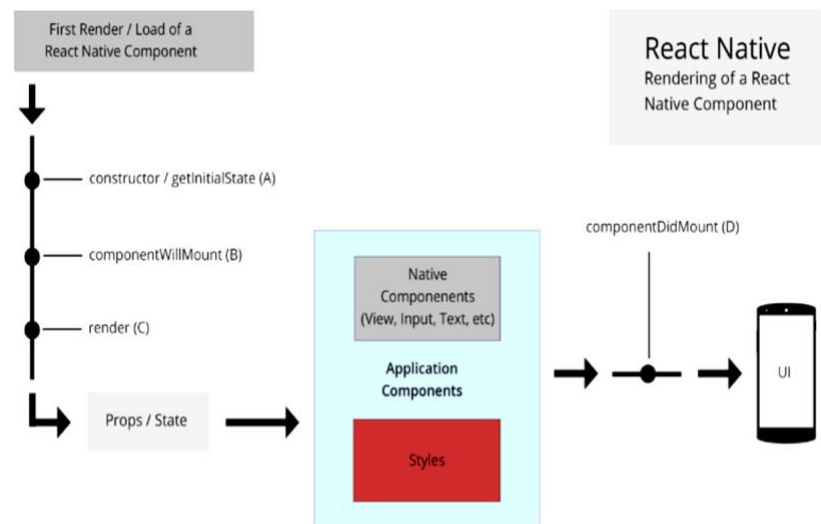 First Render / Load of a
React Native Component
React Native
Rendering of a React
Native Component
constructor / getInitialState (A)
componentWillMount (B)
render (C)
Props / State
Native
Componenents
(View, Input, Text, etc)
Application
Components
Styles
componentDidMount (D)
UI